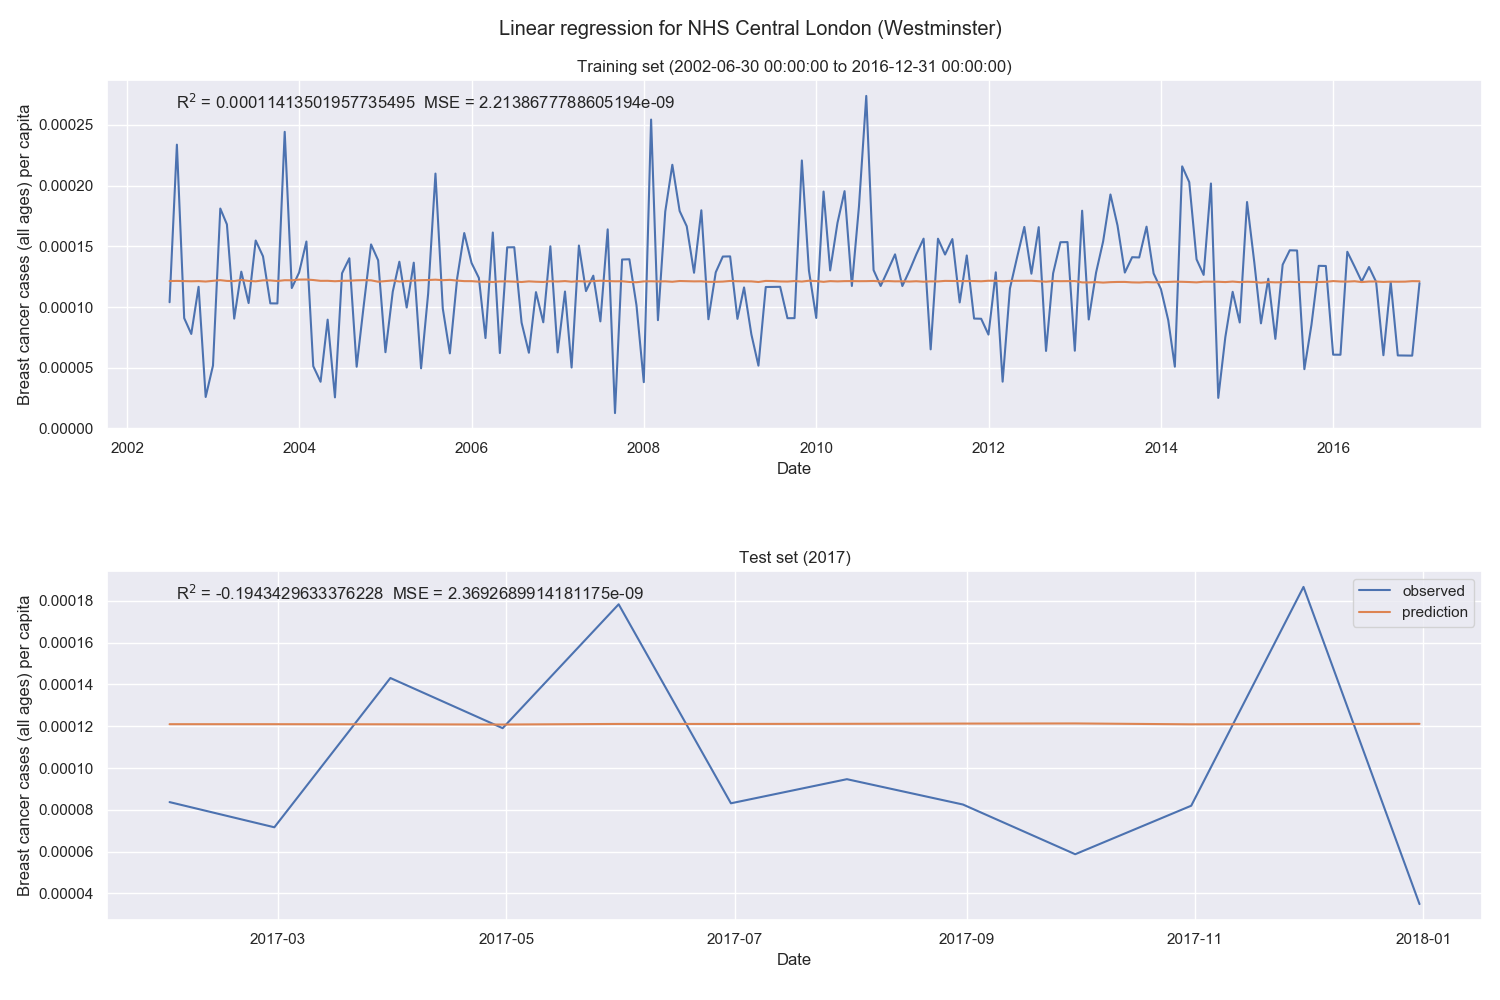 Linear regression for NHS Central London (Westminster)
Training set (2002-06-30 00:00:00 to 2016-12-31 00:00:00)
R² = 0.00011413501957735495  MSE = 2.2138677788605194e-09
Breast cancer cases (all ages) per capita
0.00025
0.00020
0.00015
0.00010
0.00005
0.00000
2002 2004 2006 2008 2010 2012 2014 2016
Date
Test set (2017)
R² = -0.1943429633376228  MSE = 2.3692689914181175e-09
observed
prediction
Breast cancer cases (all ages) per capita
0.00018
0.00016
0.00014
0.00012
0.00010
0.00008
0.00006
0.00004
2017-03 2017-05 2017-07 2017-09 2017-11 2018-01
Date